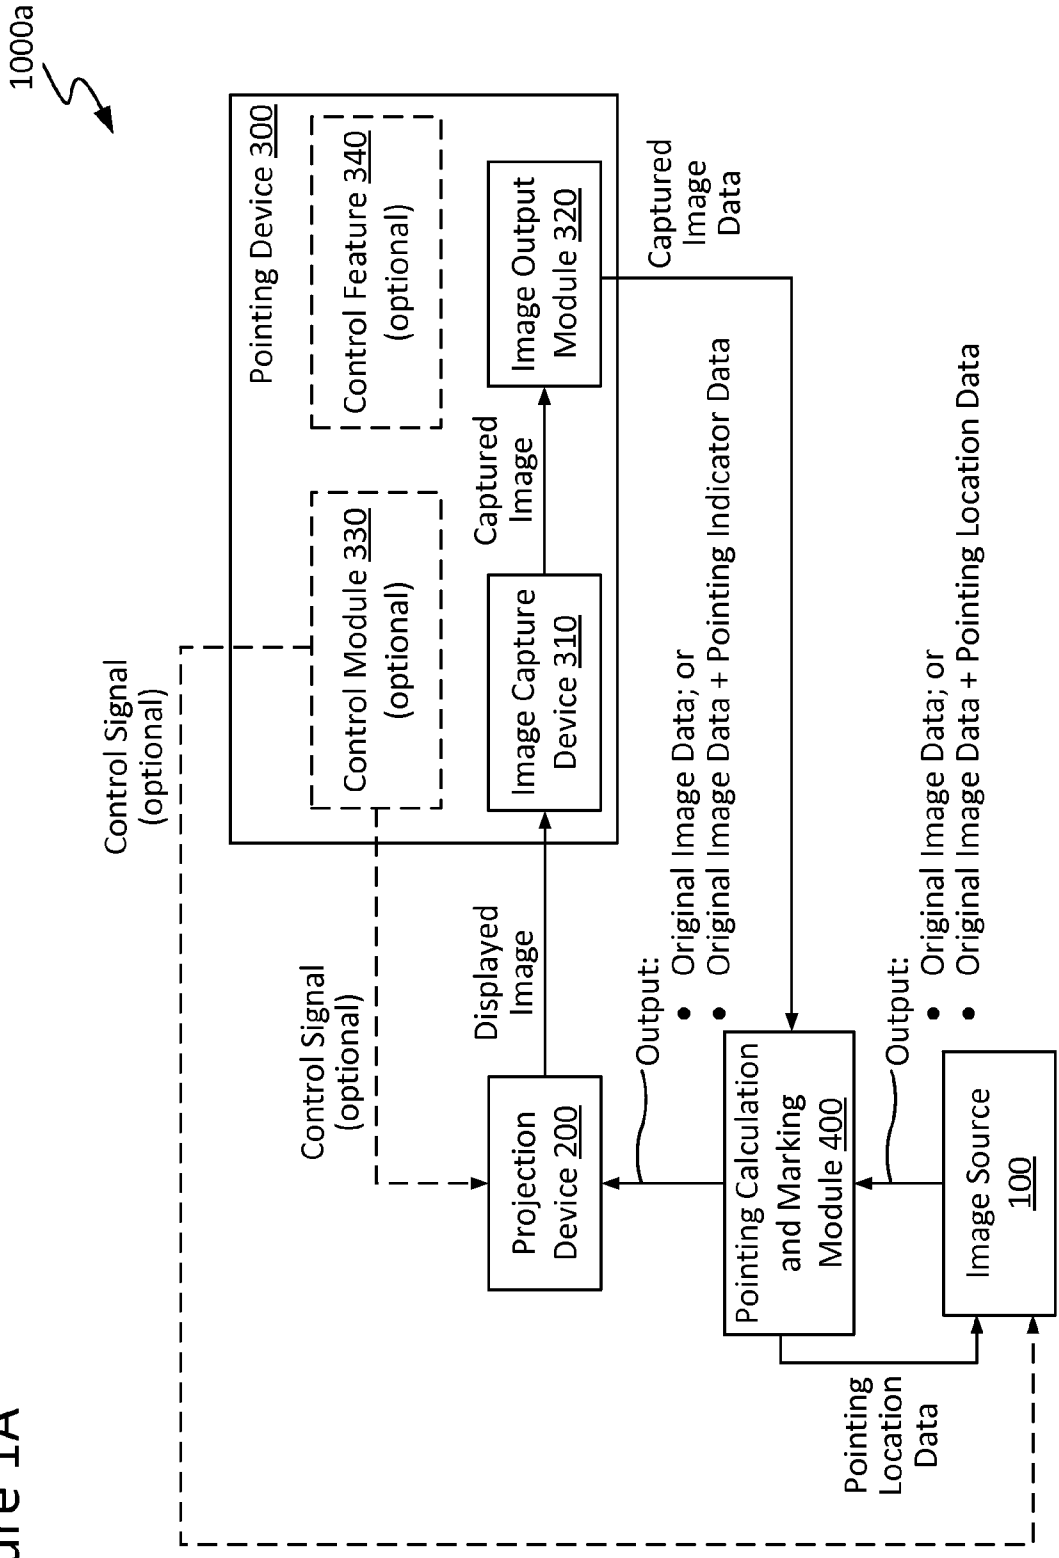 1000a
Pointing Device 300
Control Feature 340
(optional)
Control Module 330
(optional)
Image Output
Module 320
Captured
Image
Image Capture
Device 310
Control Signal
(optional)
Control Signal
(optional)
Displayed
Image
Captured
Image
Data
Projection
Device 200
Output:
• Original Image Data; or
• Original Image Data + Pointing Indicator Data
Pointing Calculation
and Marking
Module 400
Output:
• Original Image Data; or
• Original Image Data + Pointing Location Data
Image Source
100
Pointing
Location
Data
1A